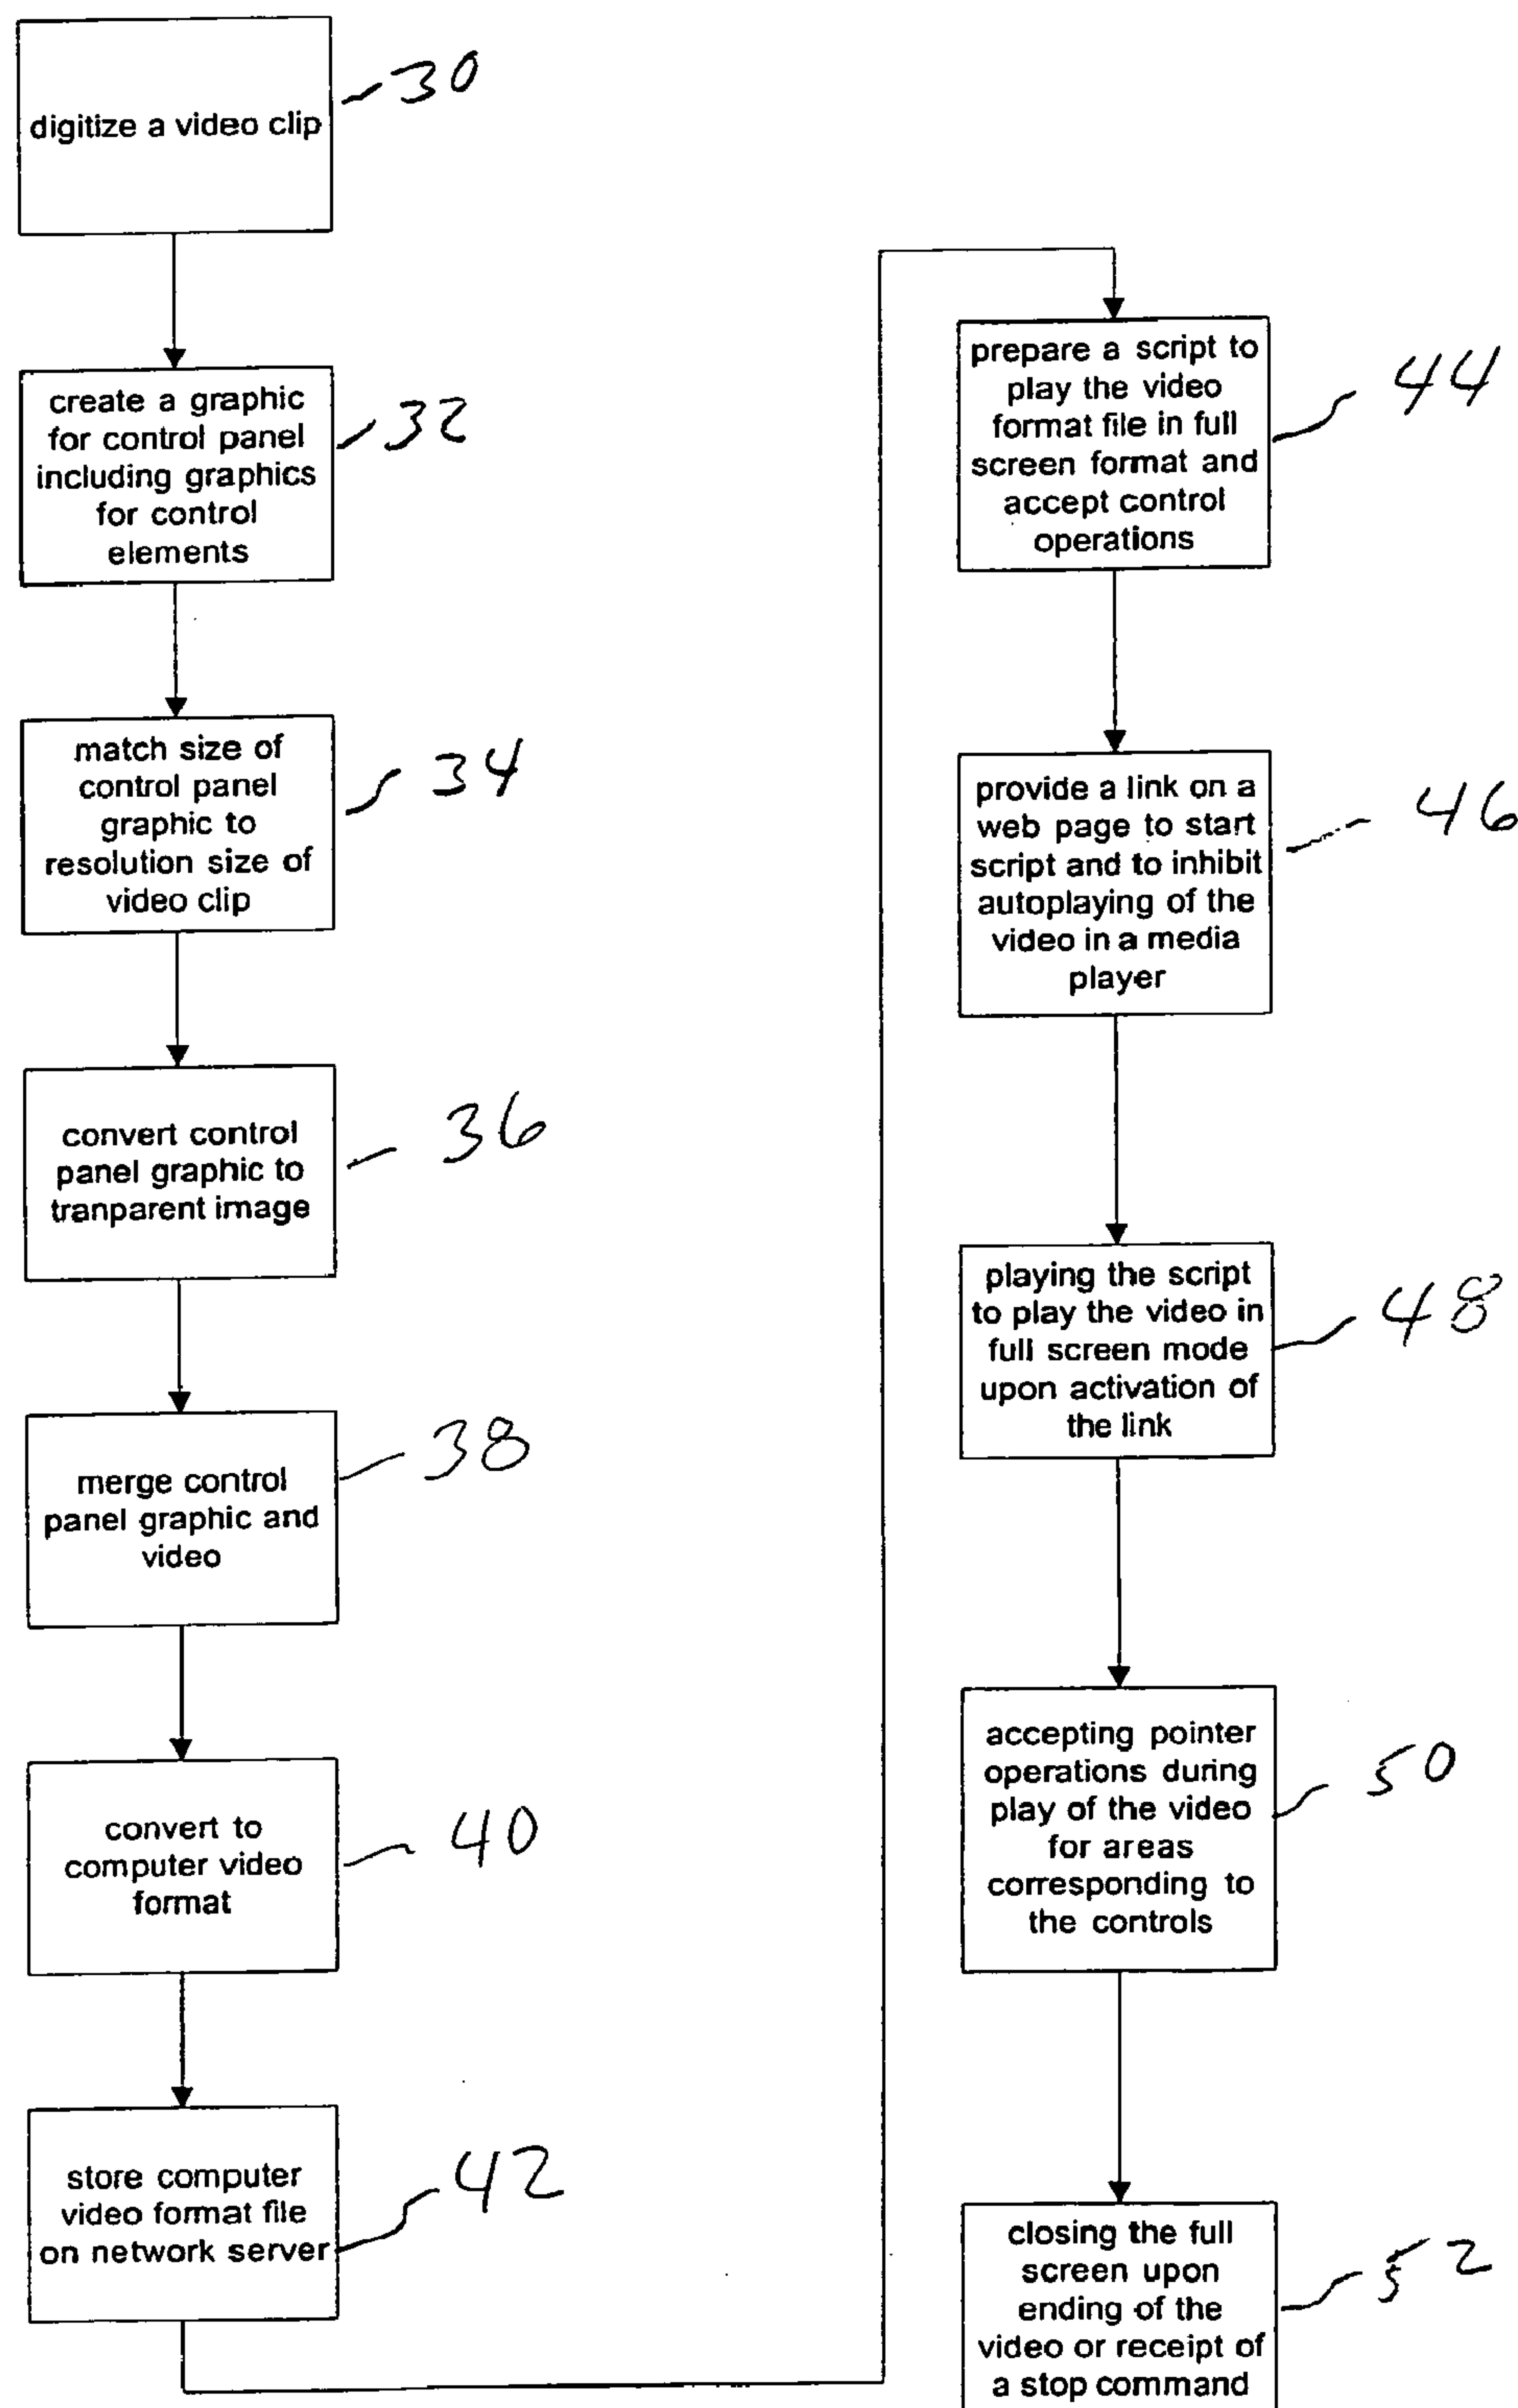 digitize a video clip
30
create a graphic
for control panel
including graphics
for control
elements
32
match size of
control panel
graphic to
resolution size of
video clip
34
convert control
panel graphic to
tranparent image
36
merge control
panel graphic and
video
38
convert to
computer video
format
40
store computer
video format file
on network server
42
prepare a script to
play the video
format file in full
screen format and
accept control
operations
44
provide a link on a
web page to start
script and to inhibit
autoplaying of the
video in a media
player
46
playing the script
to play the video in
full screen mode
upon activation of
the link
48
accepting pointer
operations during
play of the video
for areas
corresponding to
the controls
50
closing the full
screen upon
ending of the
video or receipt of
a stop command
52